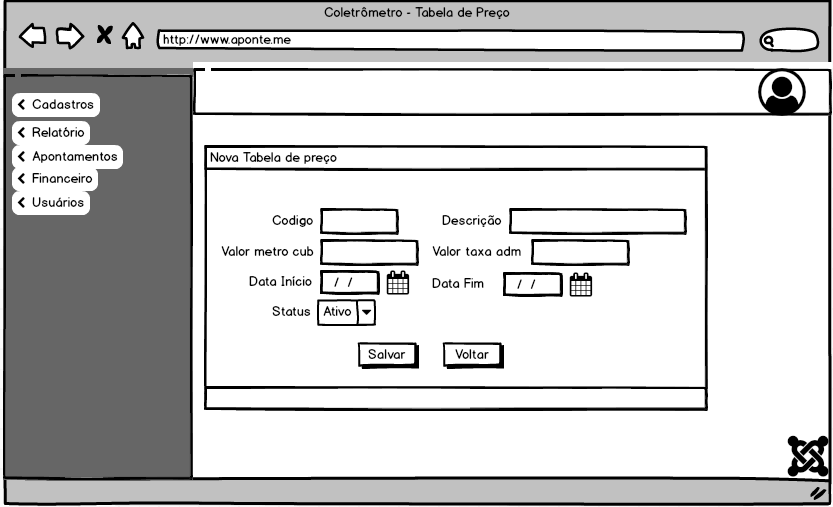 Coletrômetro - Tabela de Preço
http://www.aponte.me
Cadastros
Relatório
Apontamentos
Financeiro
Usuários
Nova Tabela de preço
Codigo Descrição
Valor metro cub Valor taxa adm
Data Início / / Data Fim / /
Status Ativo
Salvar Voltar